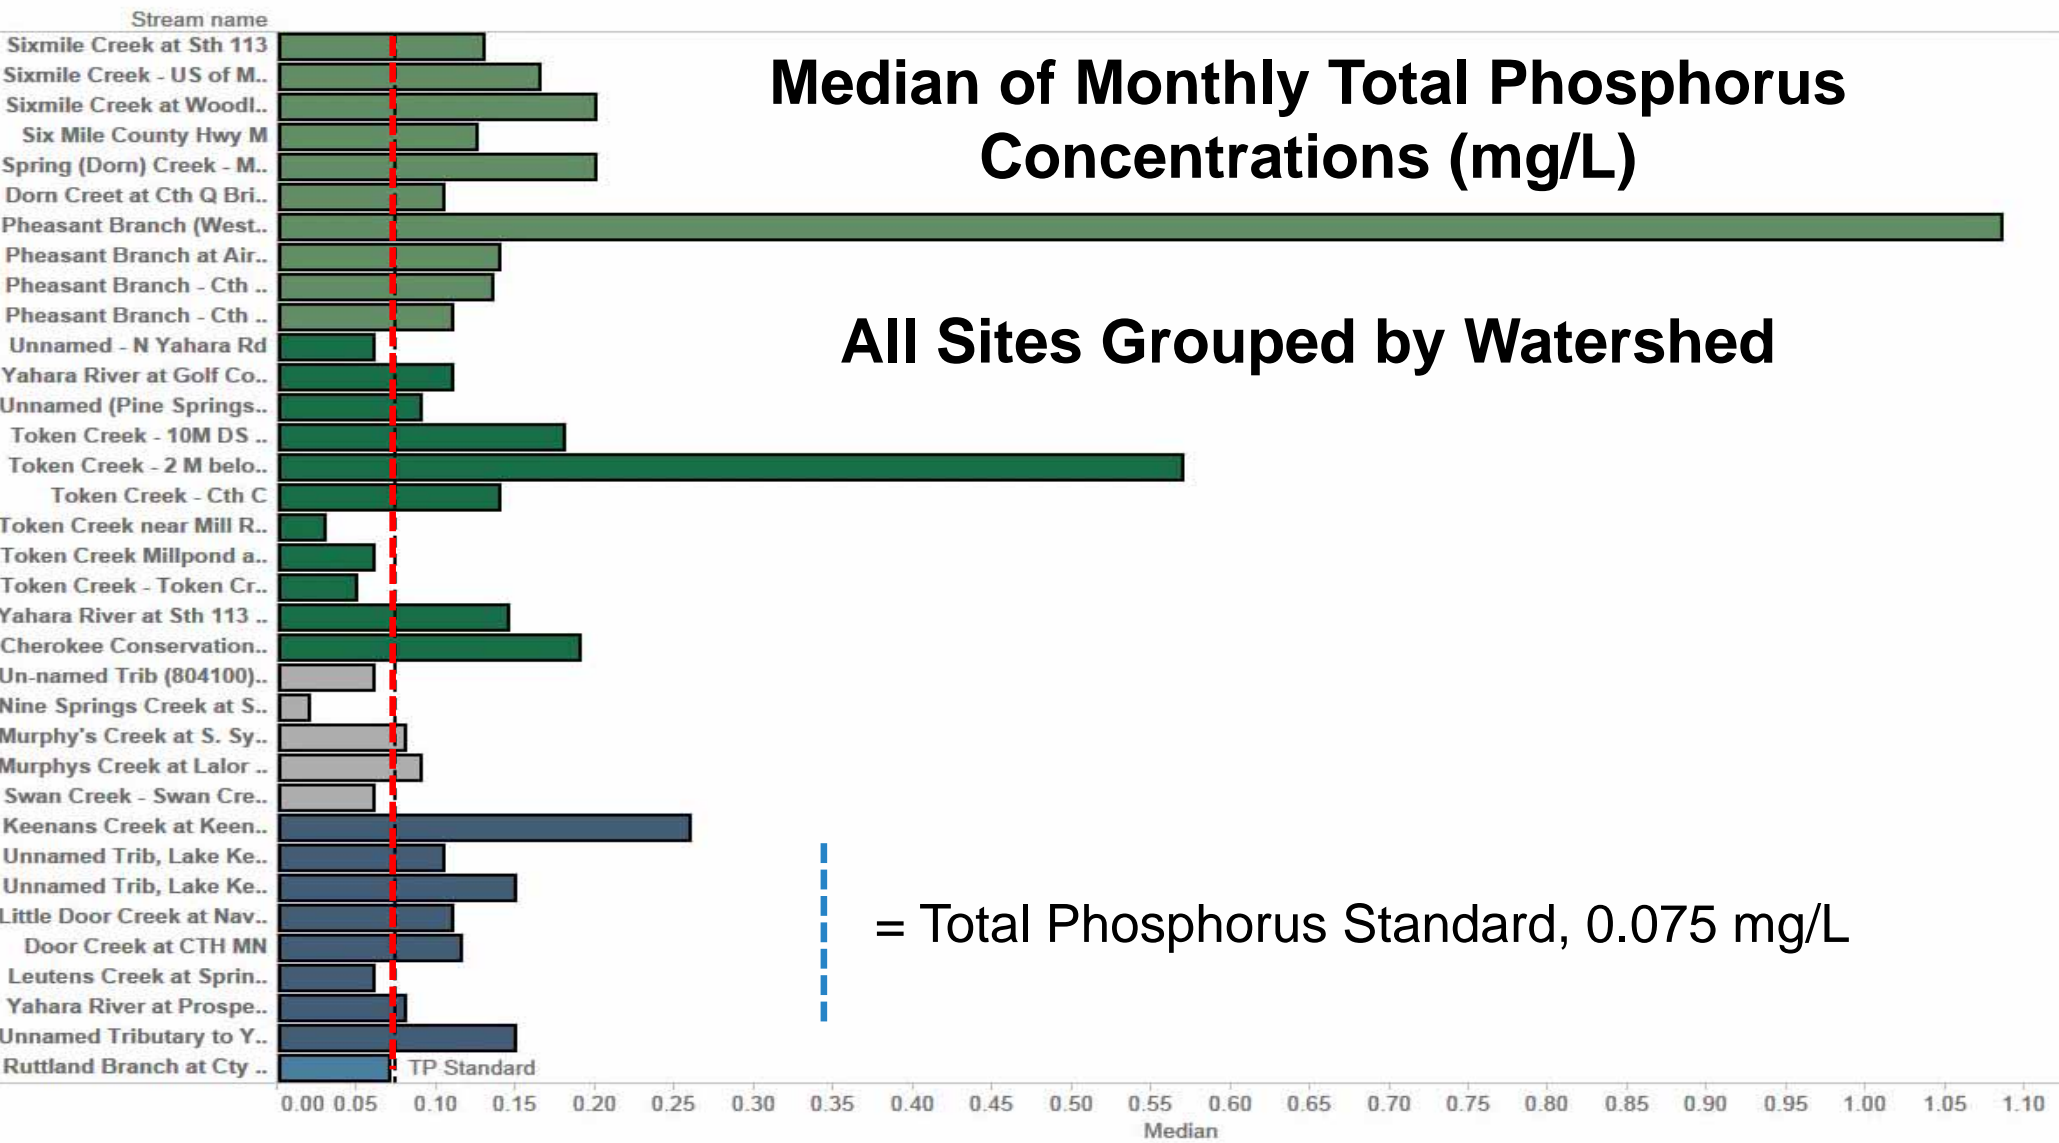 Stream name
Sixmile Creek at Sth 113
Sixmile Creek - US of M..
Sixmile Creek at Woodl..
Six Mile County Hwy M
Spring (Dorn) Creek - M..
Dorn Creet at Cth Q Bri..
Pheasant Branch (West..
Pheasant Branch at Air..
Pheasant Branch - Cth ..
Pheasant Branch - Cth ..
Unnamed - N Yahara Rd
Yahara River at Golf Co..
Unnamed (Pine Springs..
Token Creek - 10M DS ..
Token Creek - 2 M belo..
Token Creek - Cth C
Token Creek near Mill R..
Token Creek Millpond a..
Token Creek - Token Cr..
Yahara River at Sth 113 ..
Cherokee Conservation..
Un-named Trib (804100)..
Nine Springs Creek at S..
Murphy's Creek at S. Sy..
Murphys Creek at Lalor ..
Swan Creek - Swan Cre..
Keenans Creek at Keen..
Unnamed Trib, Lake Ke..
Unnamed Trib, Lake Ke..
Little Door Creek at Nav..
Door Creek at CTH MN
Leutens Creek at Sprin..
Yahara River at Prospe..
Unnamed Tributary to Y..
Ruttland Branch at Cty ..
Median of Monthly Total Phosphorus
Concentrations (mg/L)
All Sites Grouped by Watershed
= Total Phosphorus Standard, 0.075 mg/L
TP Standard
0.00 0.05 0.10 0.15 0.20 0.25 0.30 0.35 0.40 0.45 0.50 0.55 0.60 0.65 0.70 0.75 0.80 0.85 0.90 0.95 1.00 1.05 1.10
Median